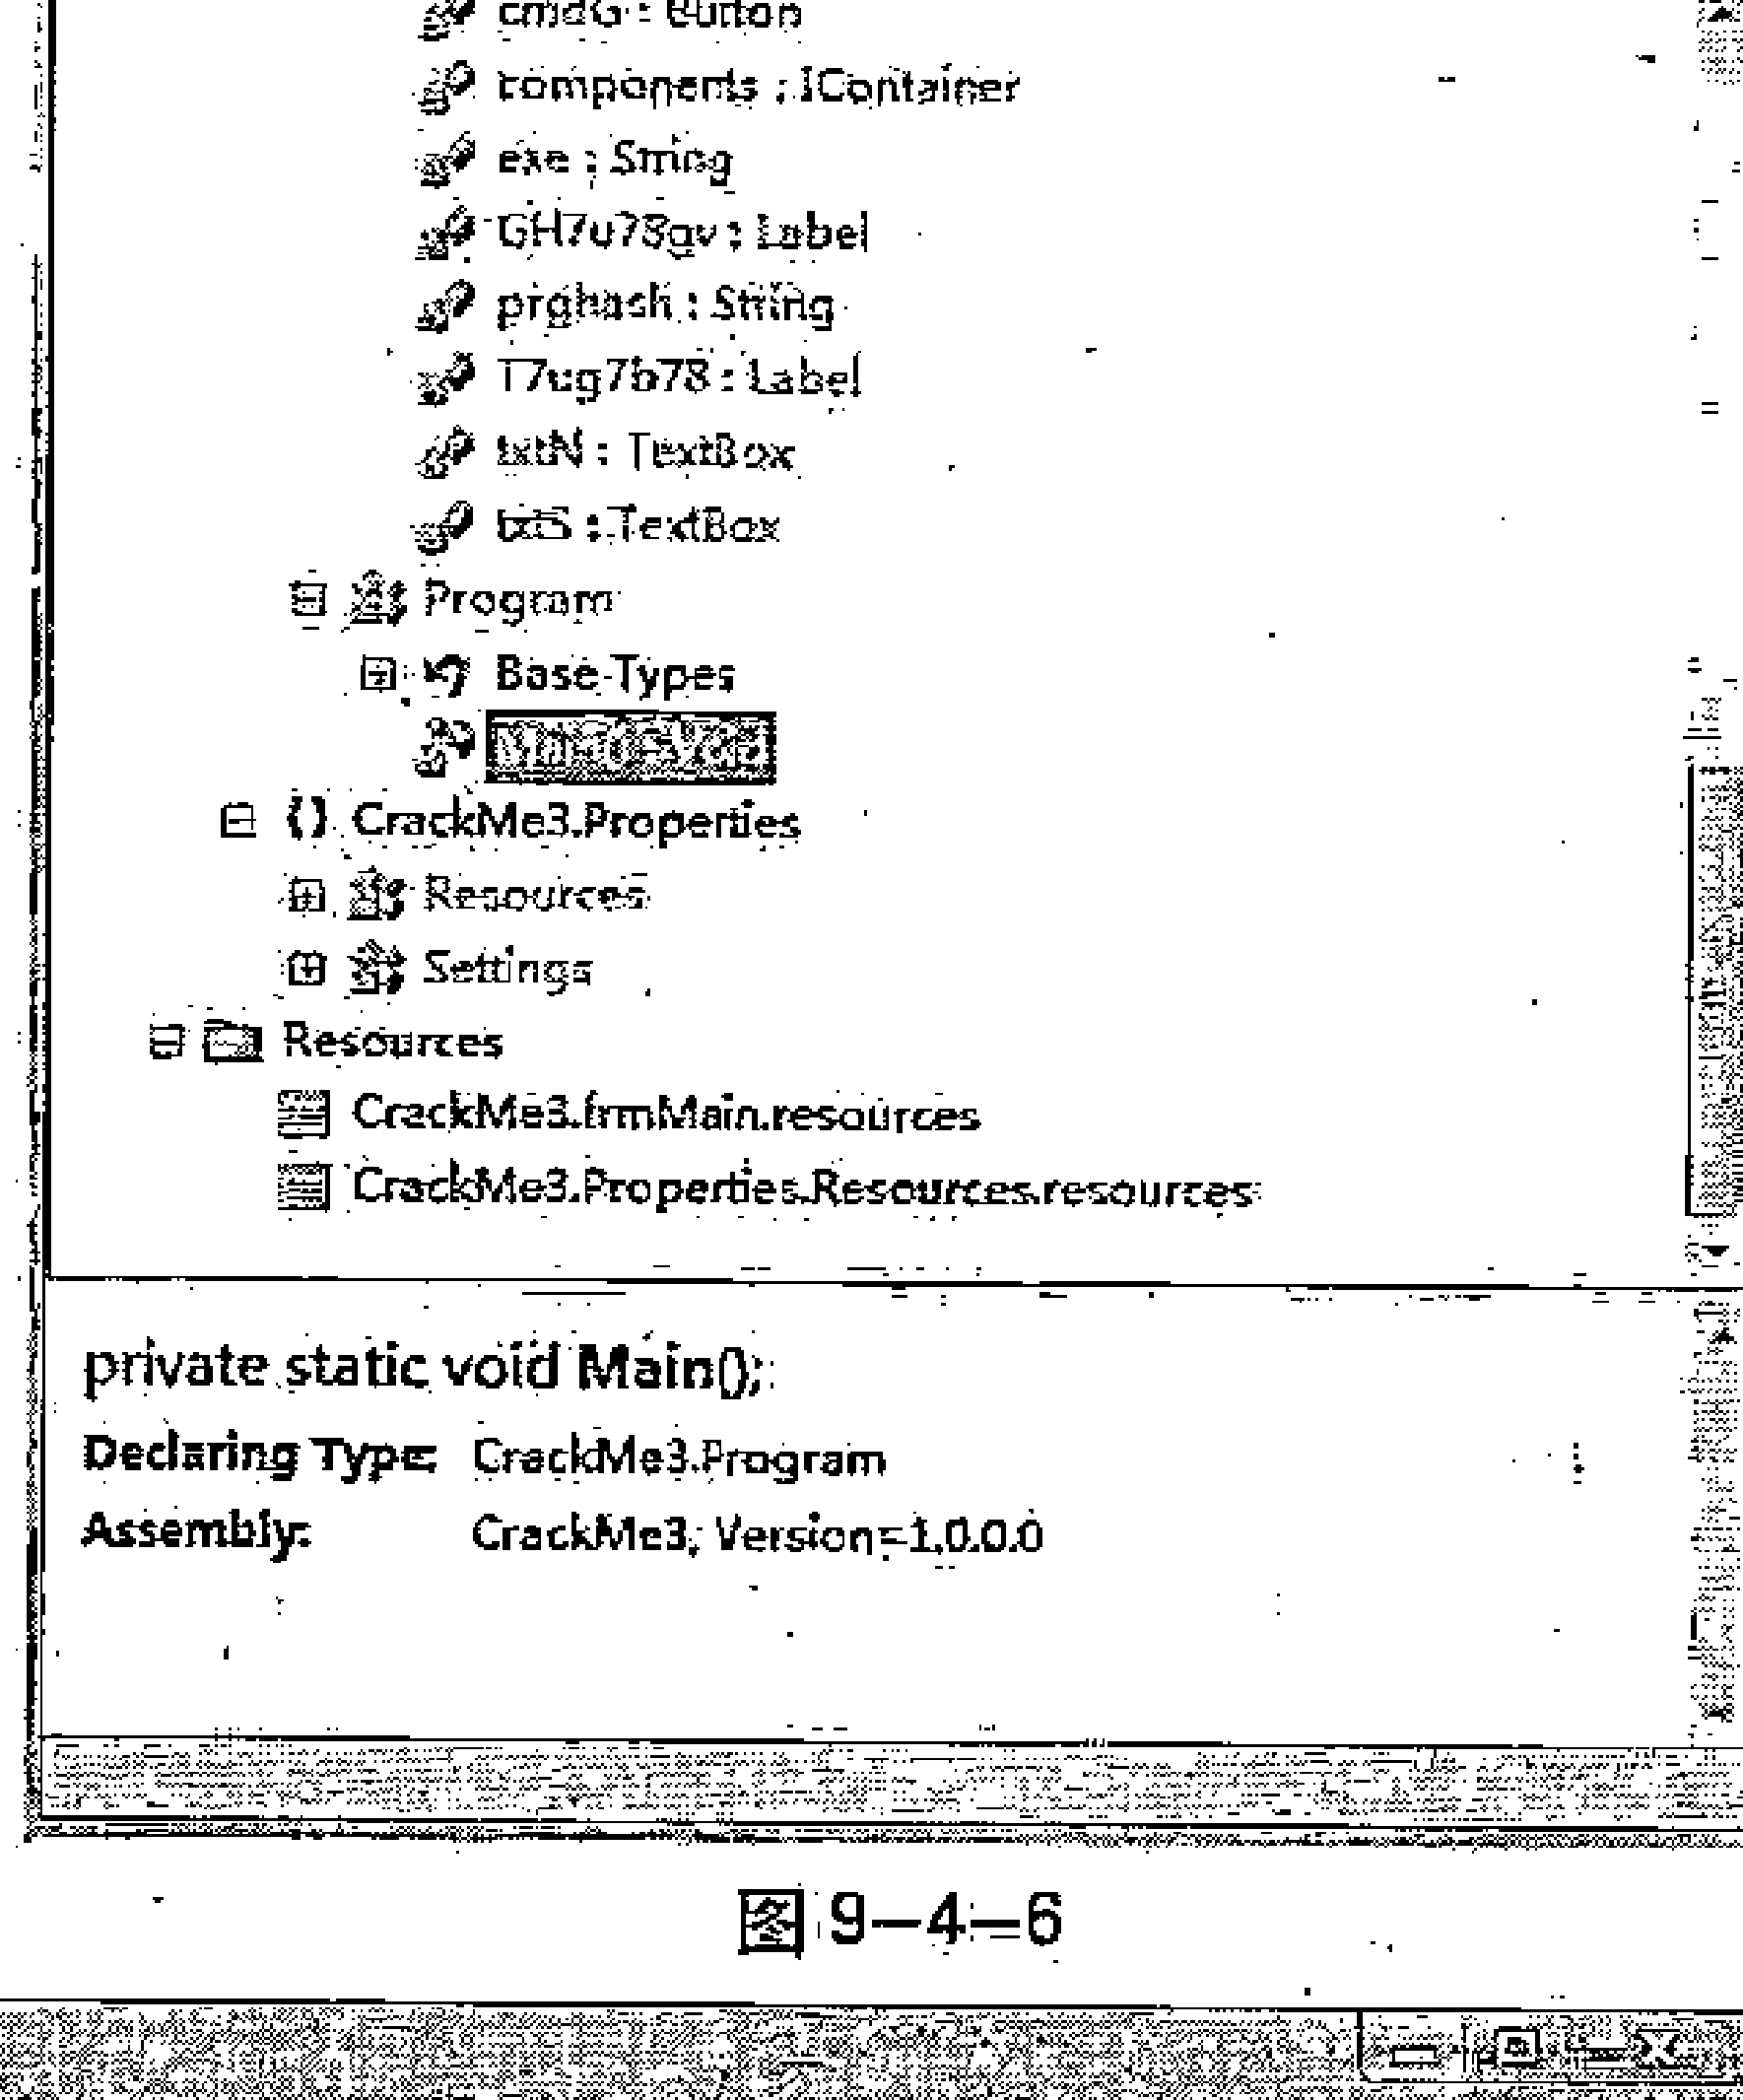 cmdG : Button
components : IContainer
exe : String
GH7u78gv : Label
prghash : String
T7ug7b78 : Label
txtN : TextBox
txtS : TextBox
Program
Base Types
Main() : Void
CrackMe3.Properties
Resources
Settings
Resources
CrackMe3.frmMain.resources
CrackMe3.Properties.Resources.resources
private static void Main();
Declaring Type: CrackMe3.Program
Assembly: CrackMe3, Version=1.0.0.0
图 9—4—6